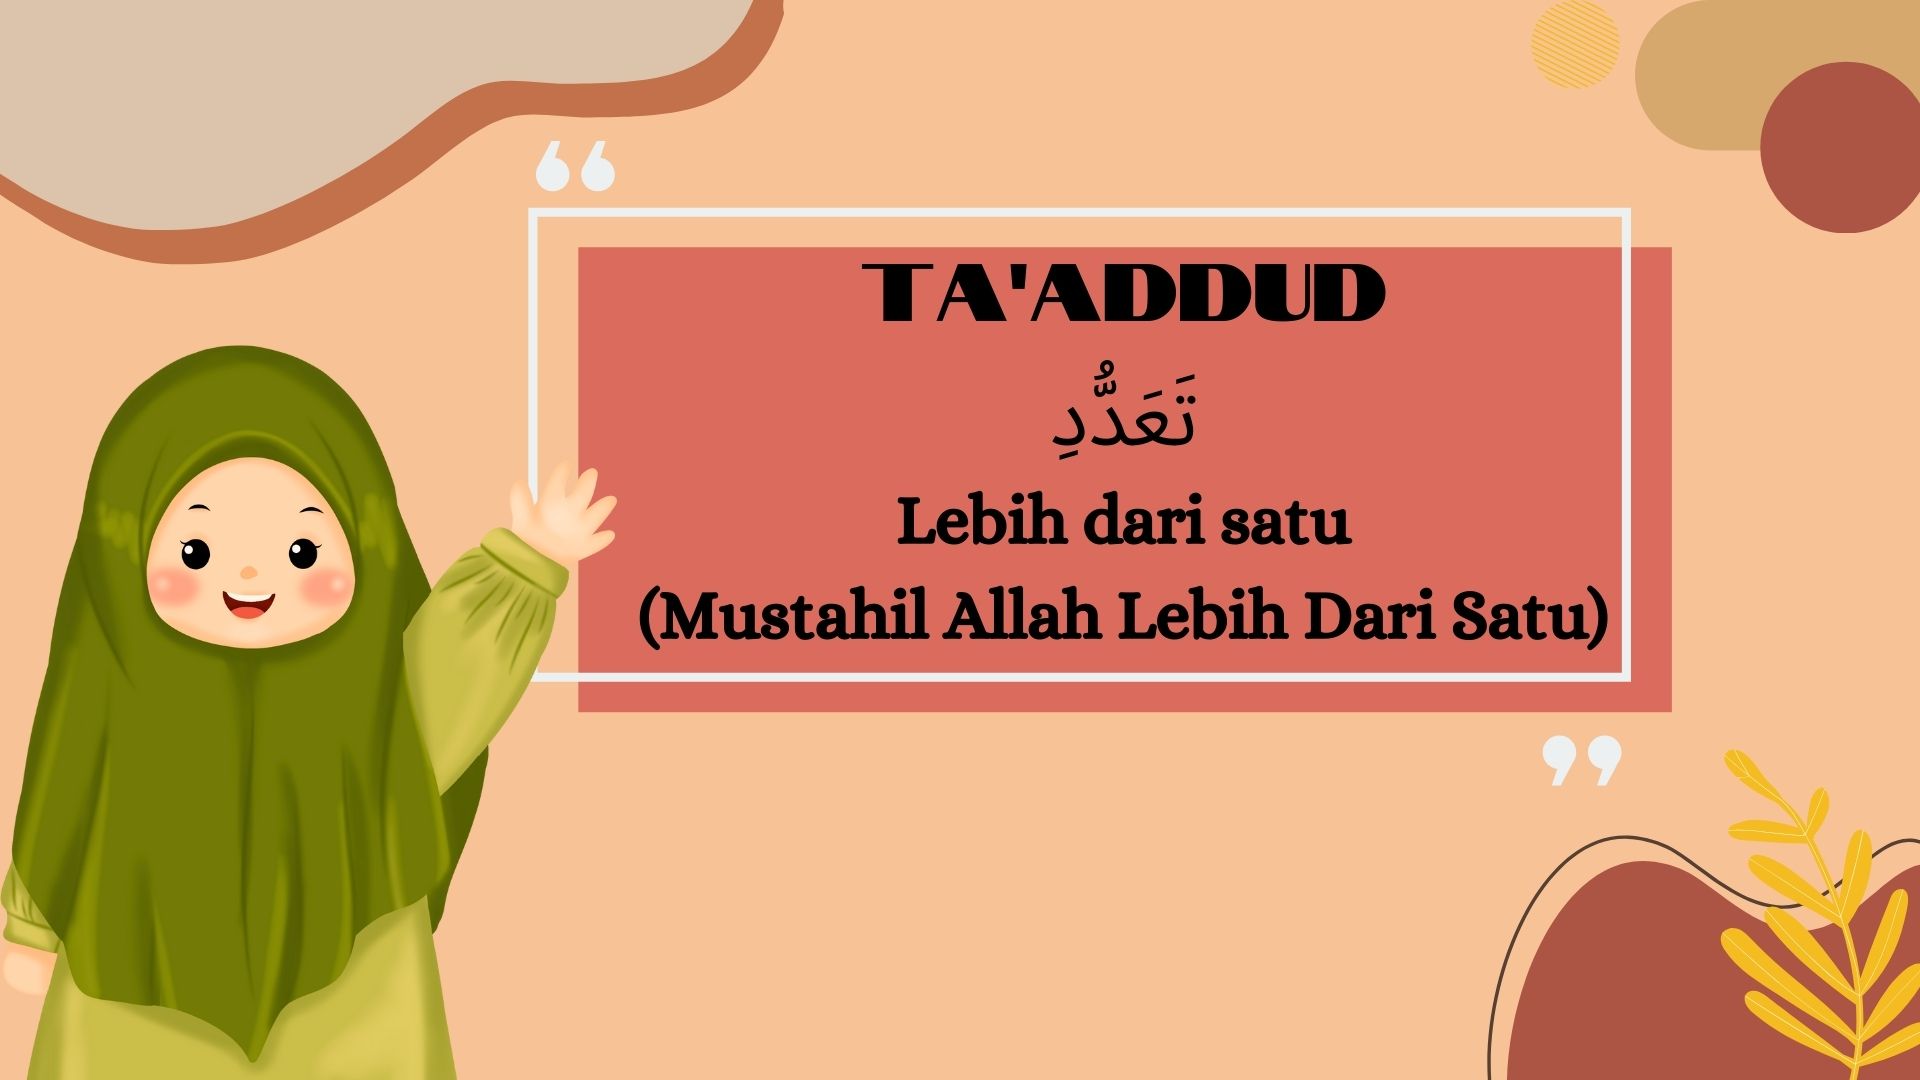 TA'ADDUD
تَعَدُّدِ
Lebih dari satu
(Mustahil Allah Lebih Dari Satu)